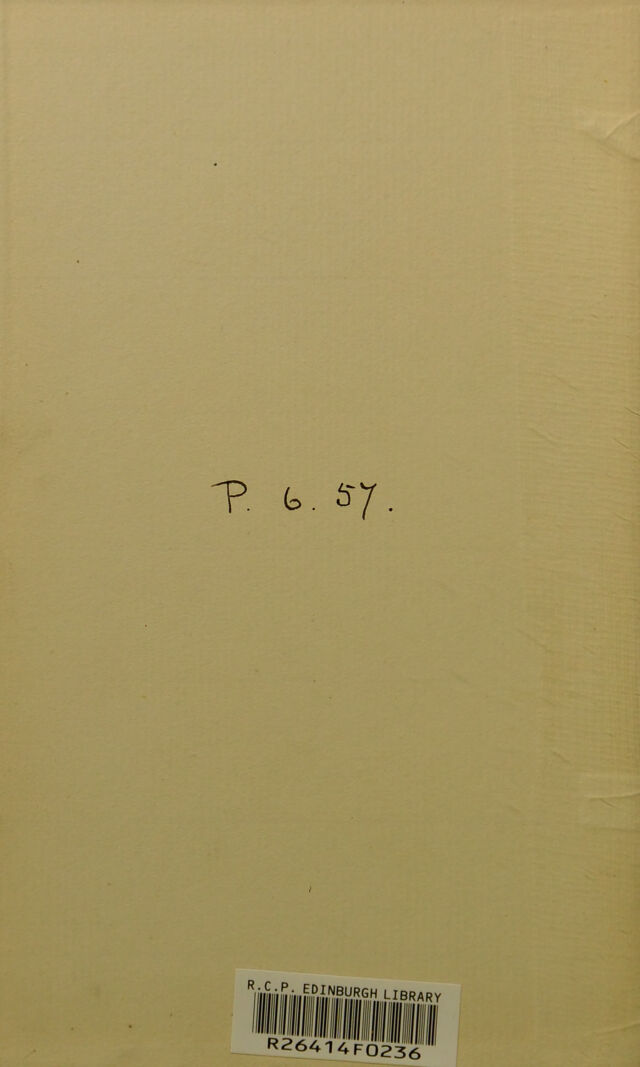 P. 6. 57.
R.C.P. EDINBURGH LIBRARY
R26414F0236